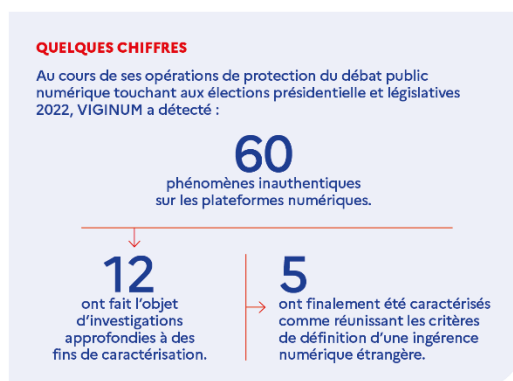 QUELQUES CHIFFRES
Au cours de ses opérations de protection du débat public
numérique touchant aux élections présidentielle et législatives
2022, VIGINUM a détecté :
60
phénomènes inauthentiques
sur les plateformes numériques.
12
ont fait l’objet
d’investigations
approfondies à des
fins de caractérisation.
5
ont finalement été caractérisés
comme réunissant les critères
de définition d’une ingérence
numérique étrangère.